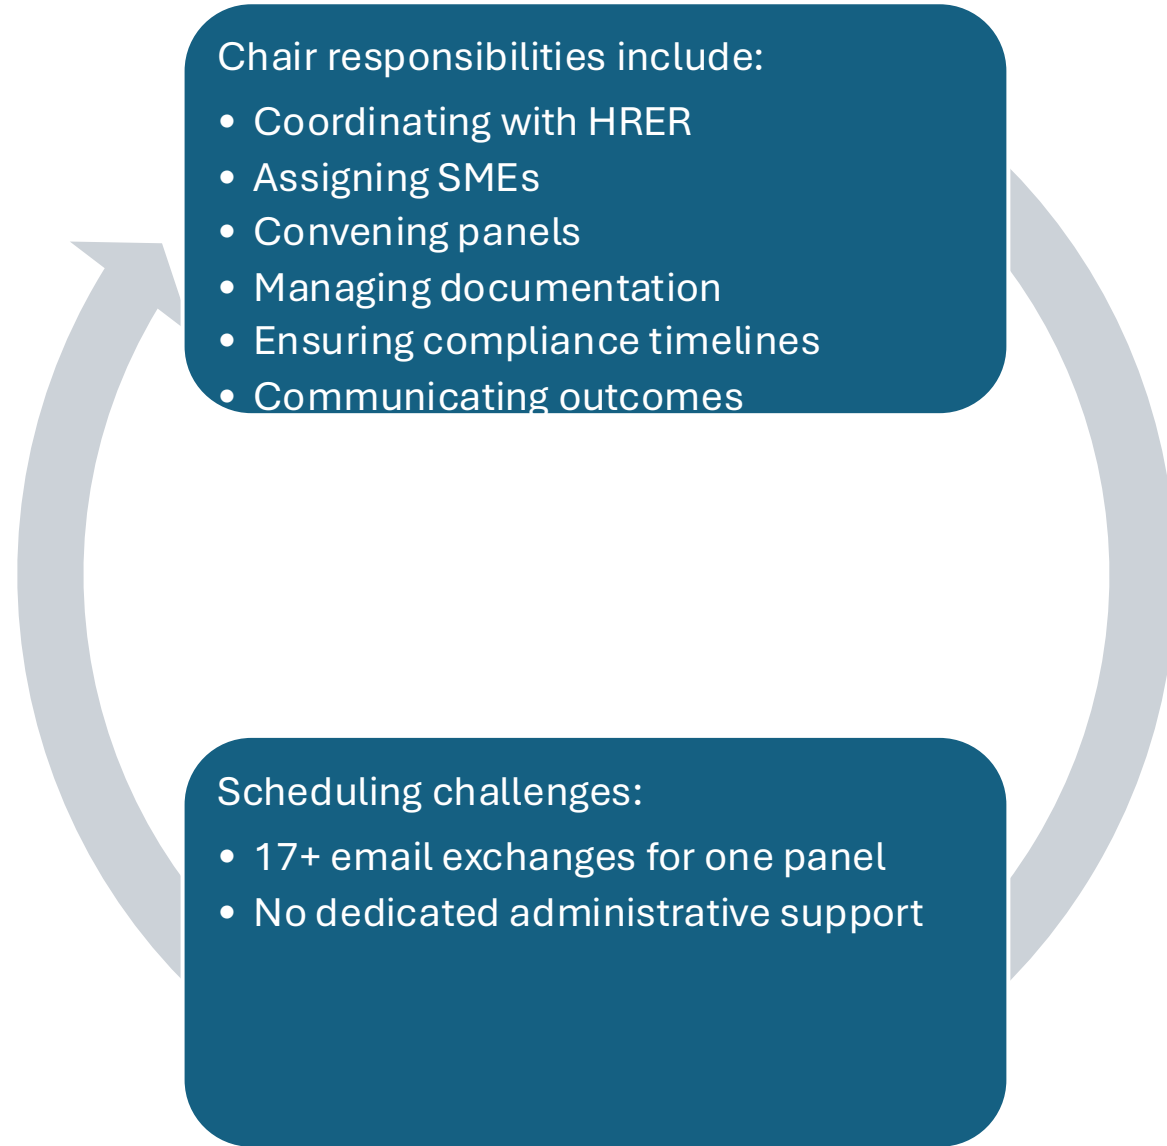 Chair responsibilities include:
• Coordinating with HRER
• Assigning SMEs
• Convening panels
• Managing documentation
• Ensuring compliance timelines
• Communicating outcomes
Scheduling challenges:
• 17+ email exchanges for one panel
• No dedicated administrative support